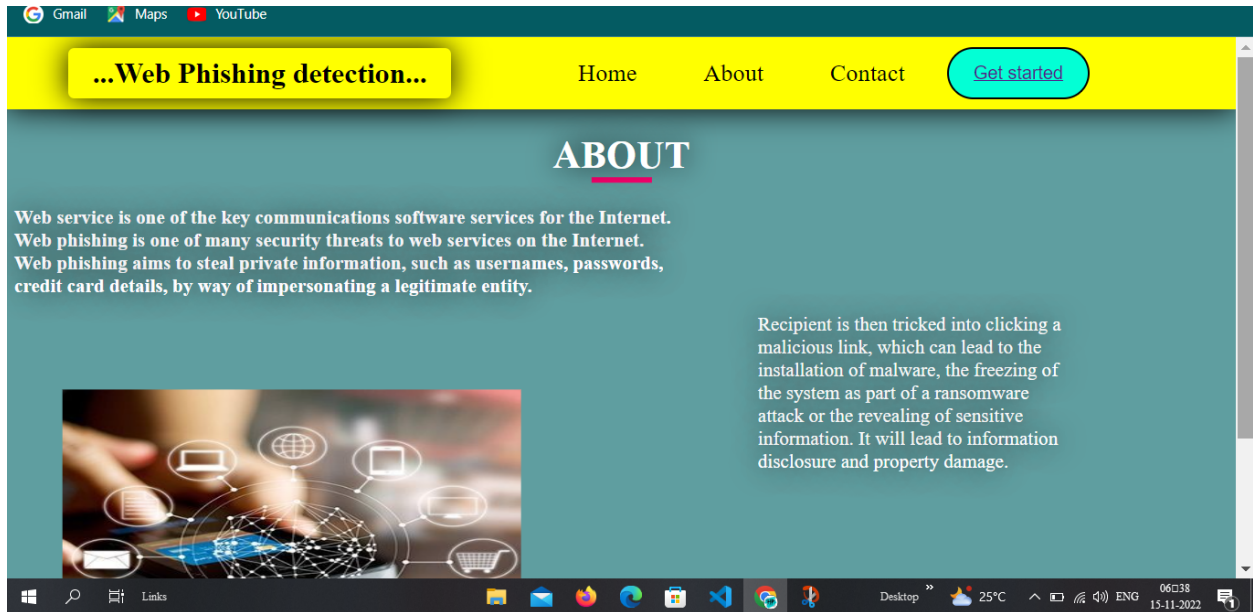 Gmail Maps YouTube
...Web Phishing detection... Home About Contact Get started
ABOUT
Web service is one of the key communications software services for the Internet.
Web phishing is one of many security threats to web services on the Internet.
Web phishing aims to steal private information, such as usernames, passwords,
credit card details, by way of impersonating a legitimate entity.
Recipient is then tricked into clicking a
malicious link, which can lead to the
installation of malware, the freezing of
the system as part of a ransomware
attack or the revealing of sensitive
information. It will lead to information
disclosure and property damage.
Links Desktop » 25°C ENG 06□38
15-11-2022 1